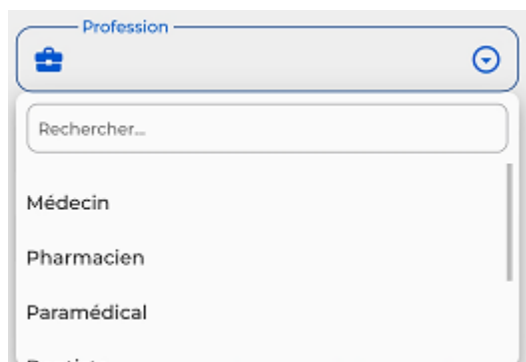 Profession
Rechercher...
Médecin
Pharmacien
Paramédical